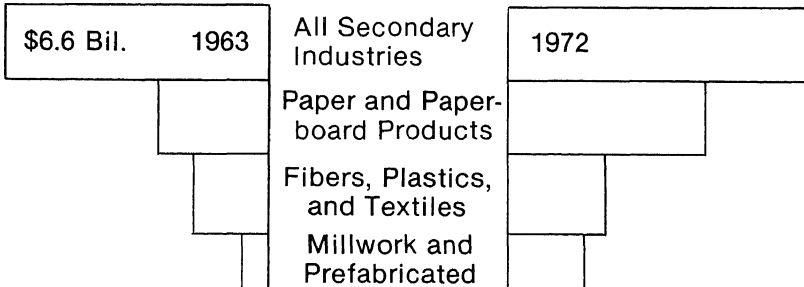 $6.6 Bil. 1963
All Secondary
Industries
1972
Paper and Paper-
board Products
Fibers, Plastics,
and Textiles
Millwork and
Prefabricated